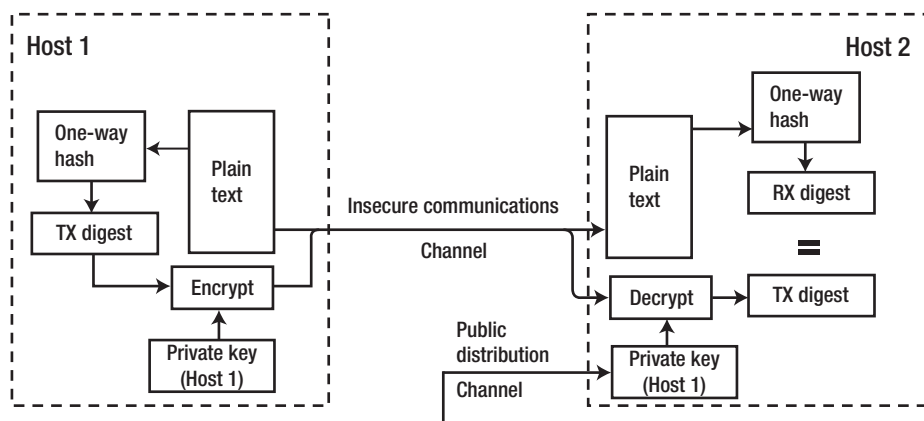 Host 1
One-way
hash
Plain
text
TX digest
Encrypt
Private key
(Host 1)
Insecure communications
Channel
Public
distribution
Channel
Host 2
One-way
hash
Plain
text
RX digest
=
Decrypt
TX digest
Private key
(Host 1)